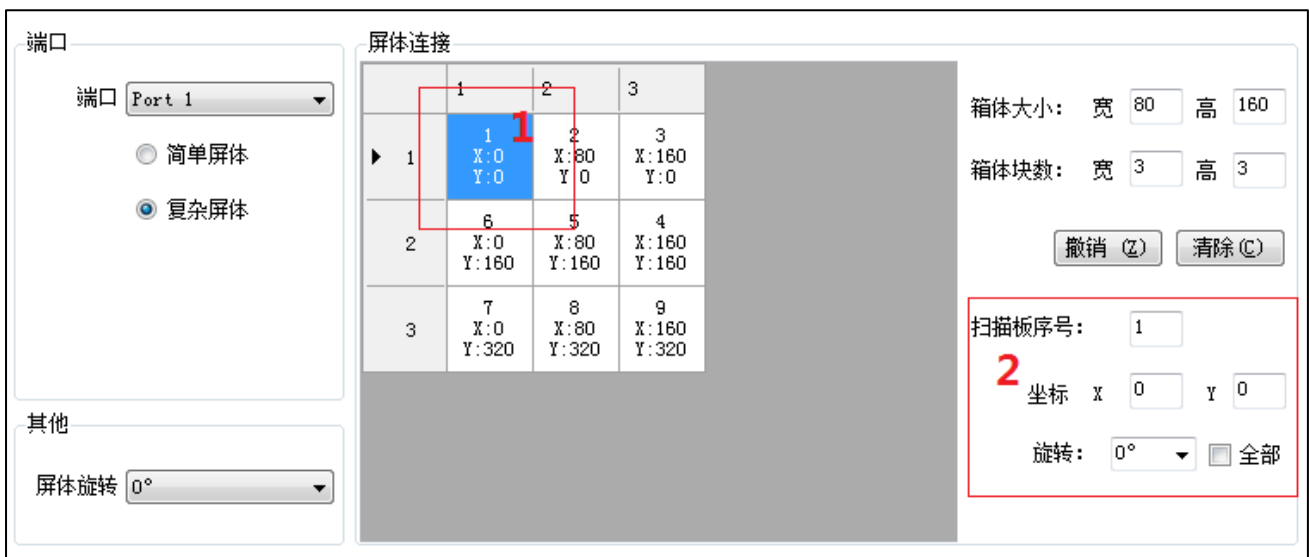 端口
端口 Port 1
简单屏体
复杂屏体
其他
屏体旋转 0°
屏体连接
1 2 3
1
1
X:0
Y:0
2
X:80
Y:0
3
X:160
Y:0
1
2
6
X:0
Y:160
5
X:80
Y:160
4
X:160
Y:160
3
7
X:0
Y:320
8
X:80
Y:320
9
X:160
Y:320
箱体大小: 宽 80 高 160
箱体块数: 宽 3 高 3
撤销 (Z) 清除(C)
扫描板序号: 1
2
坐标 X 0 Y 0
旋转: 0° 全部